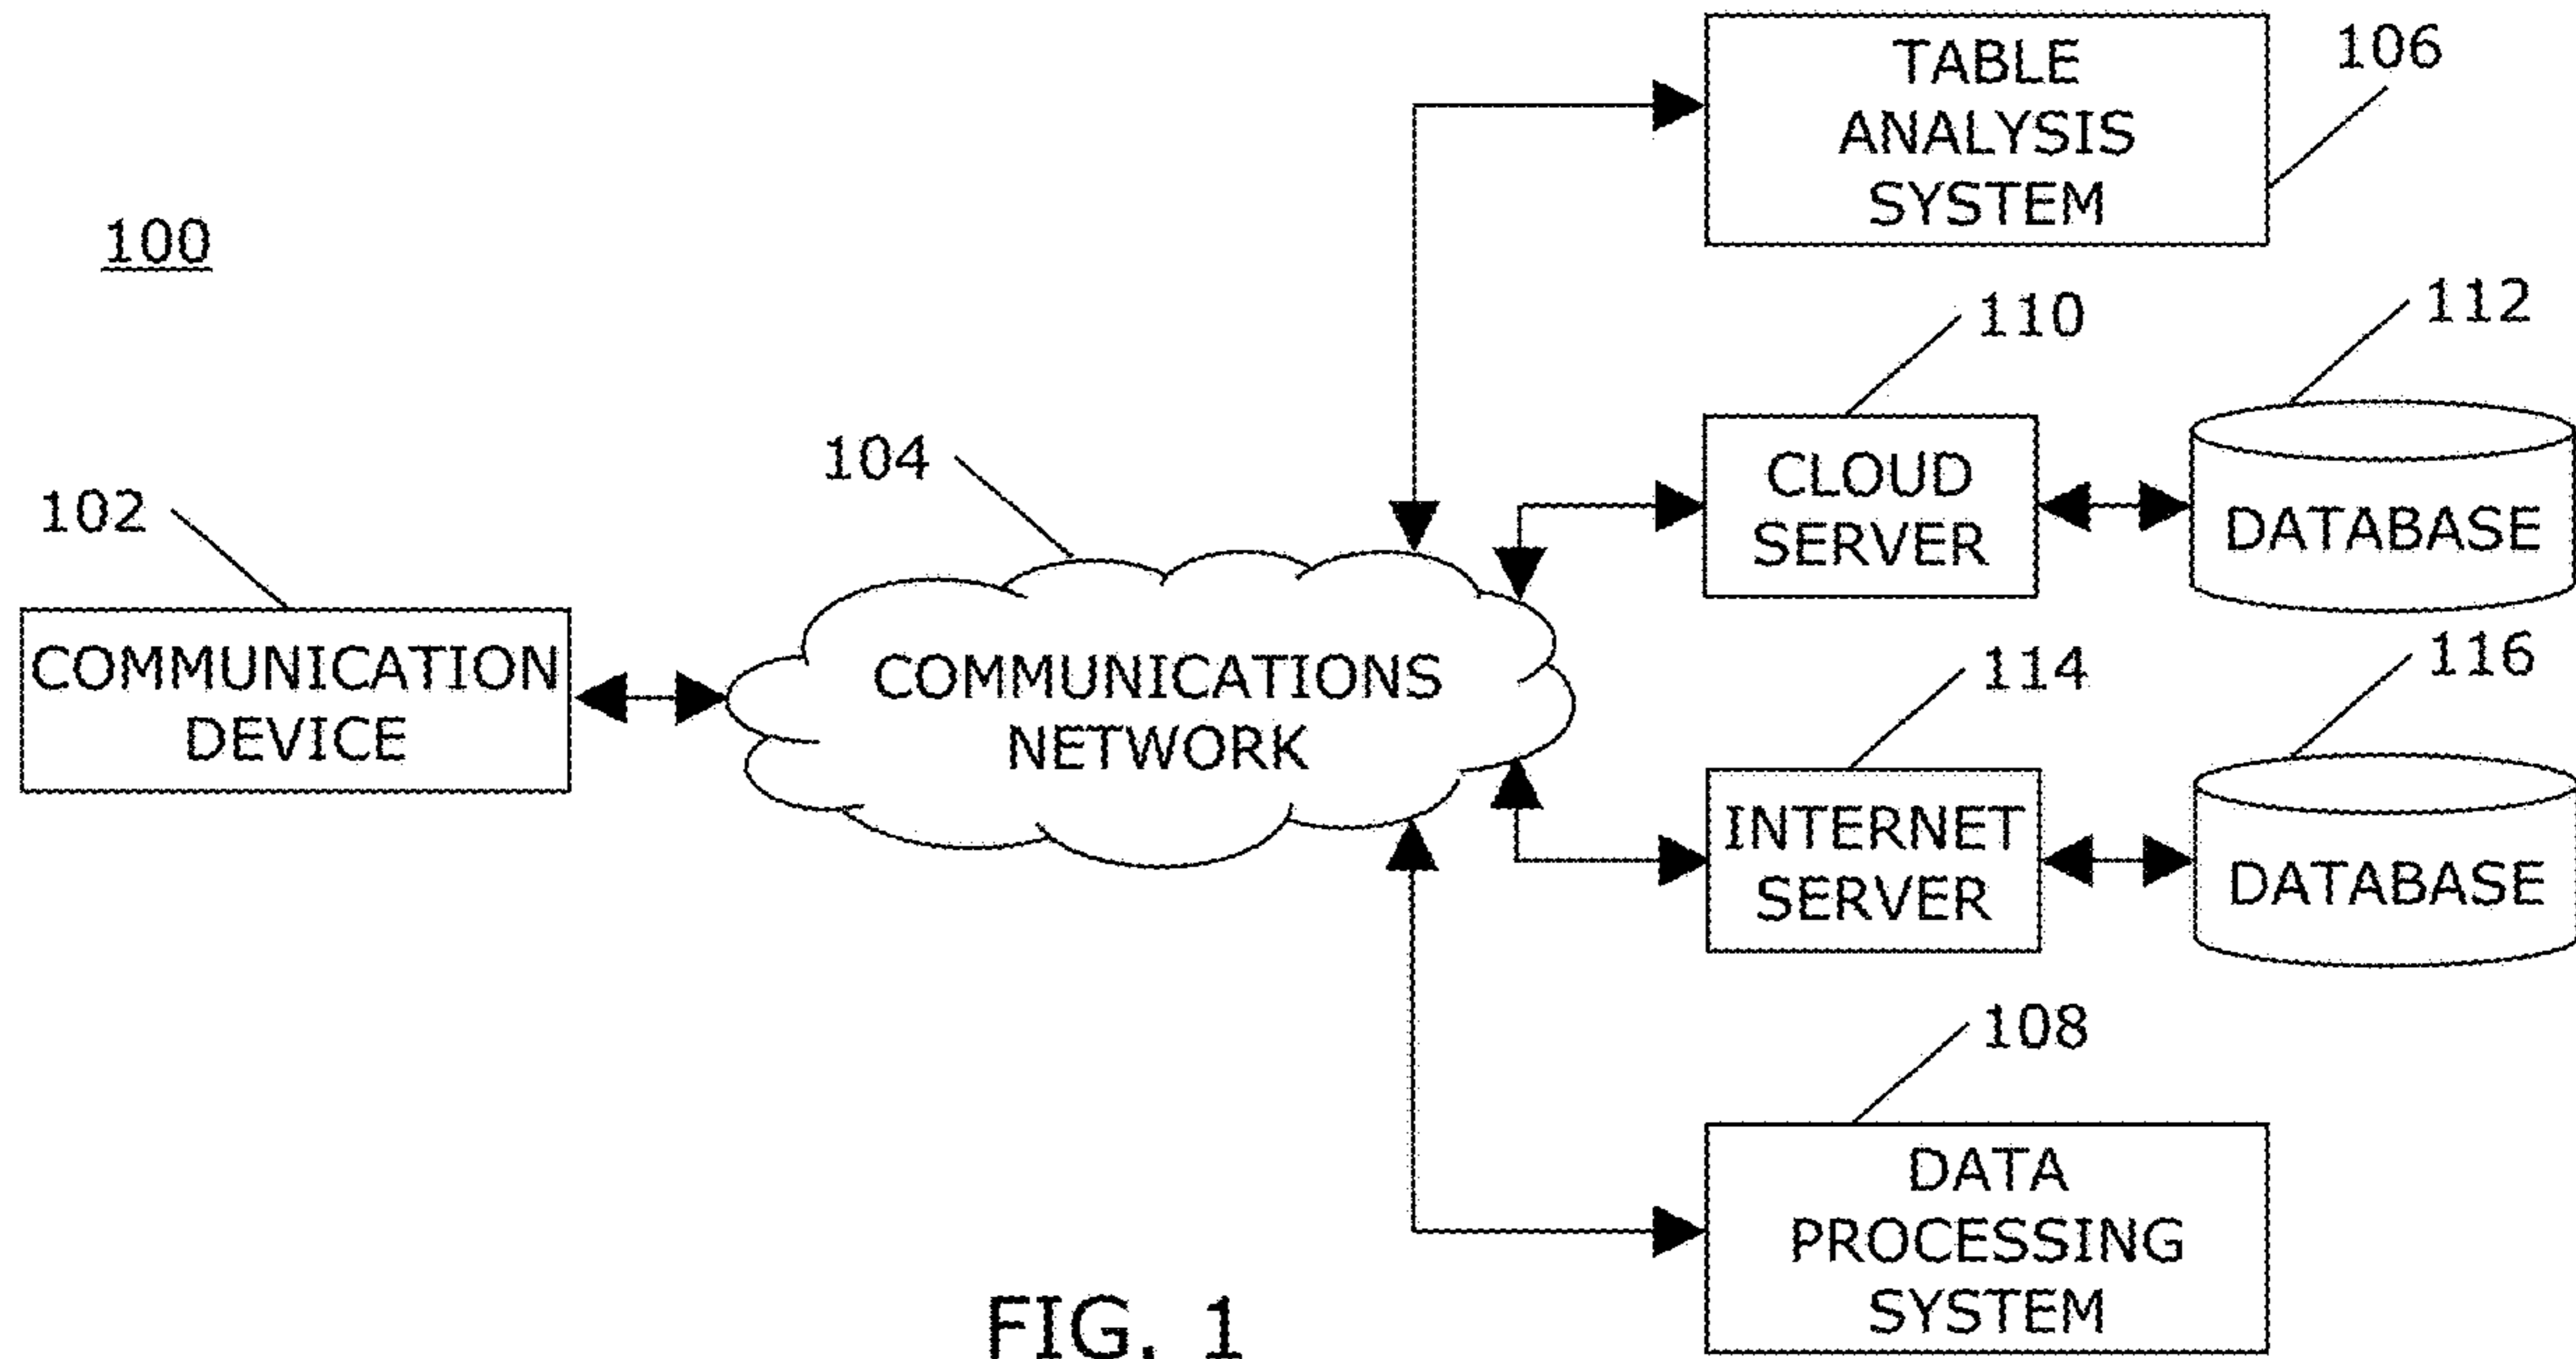 TABLE
ANALYSIS
SYSTEM
106
100
110
112
CLOUD
SERVER
DATABASE
104
102
COMMUNICATION
DEVICE
COMMUNICATIONS
NETWORK
114
116
INTERNET
SERVER
DATABASE
108
DATA
PROCESSING
SYSTEM
FIG. 1